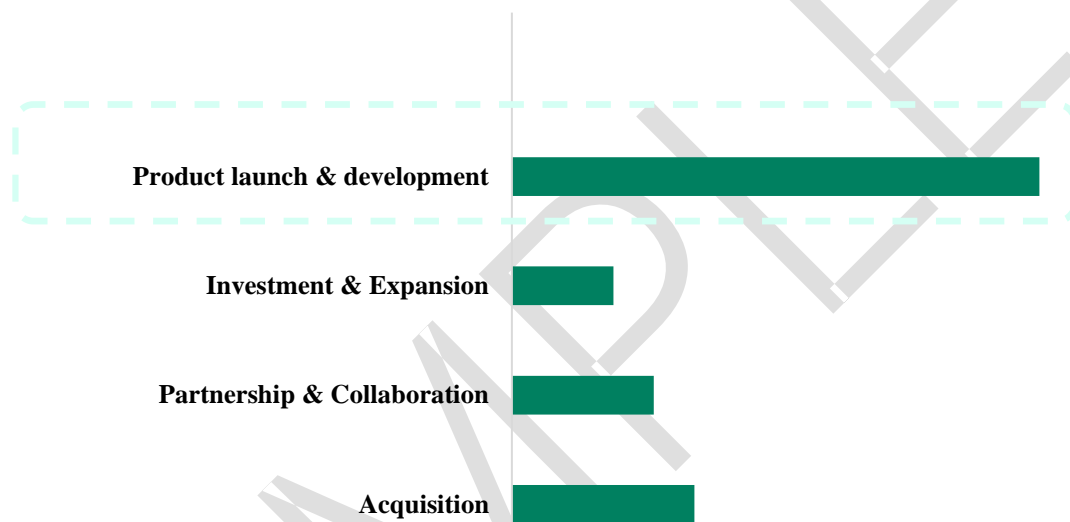 Product launch & development
Investment & Expansion
Partnership & Collaboration
Acquisition